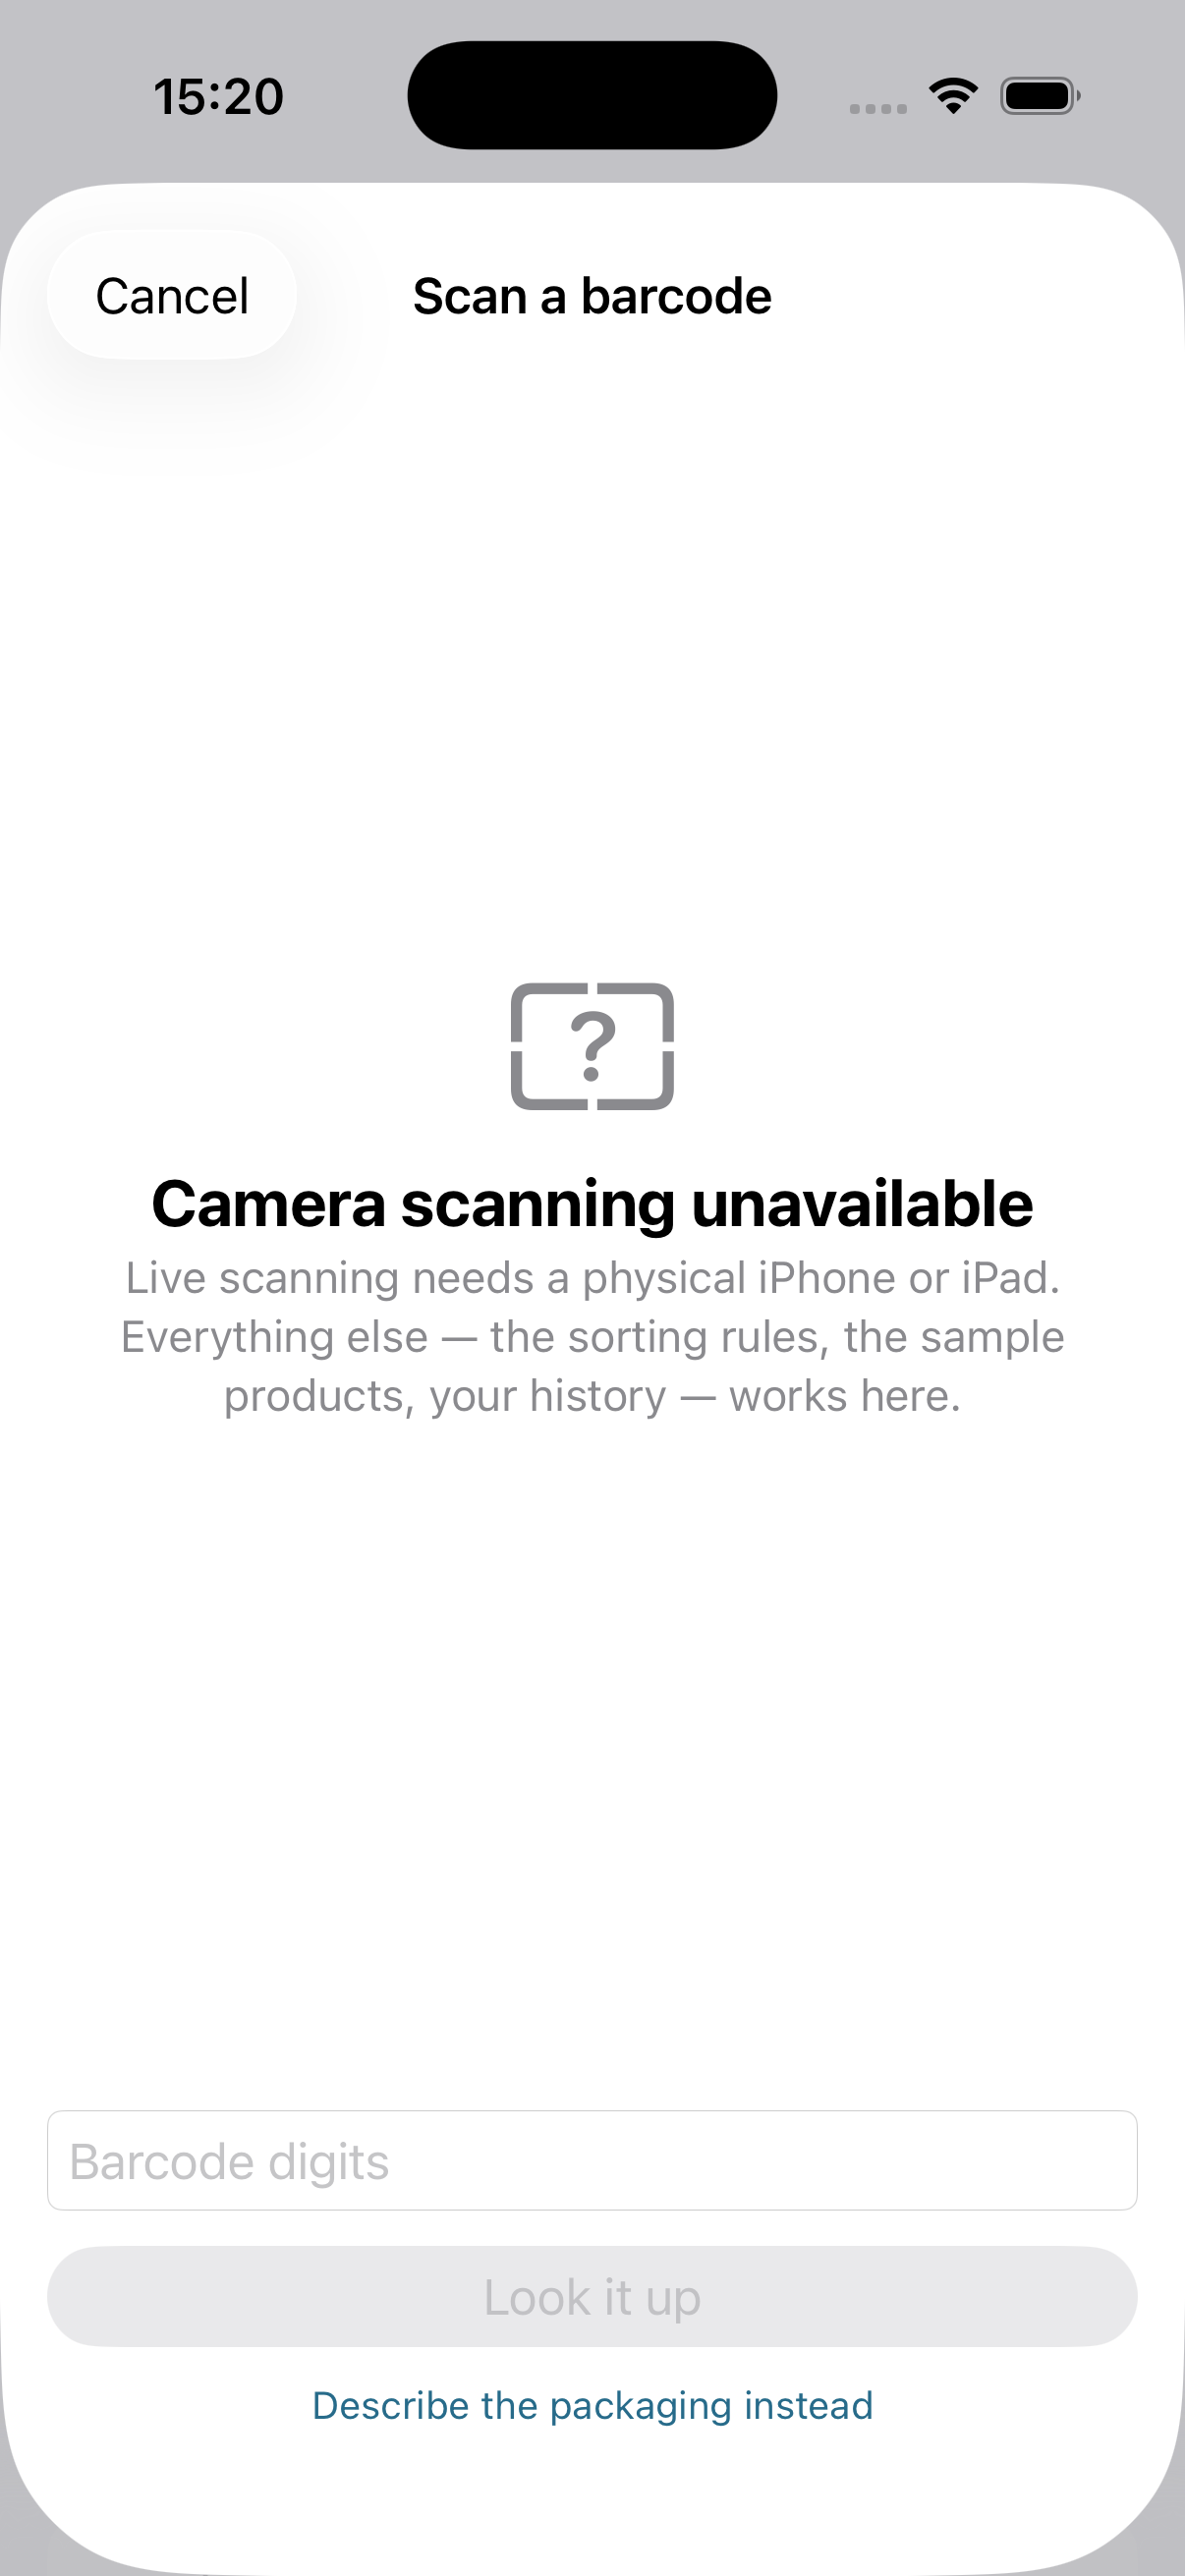 15:20
Cancel
Scan a barcode
?
Camera scanning unavailable
Live scanning needs a physical iPhone or iPad.
Everything else — the sorting rules, the sample
products, your history — works here.
Barcode digits
Look it up
Describe the packaging instead